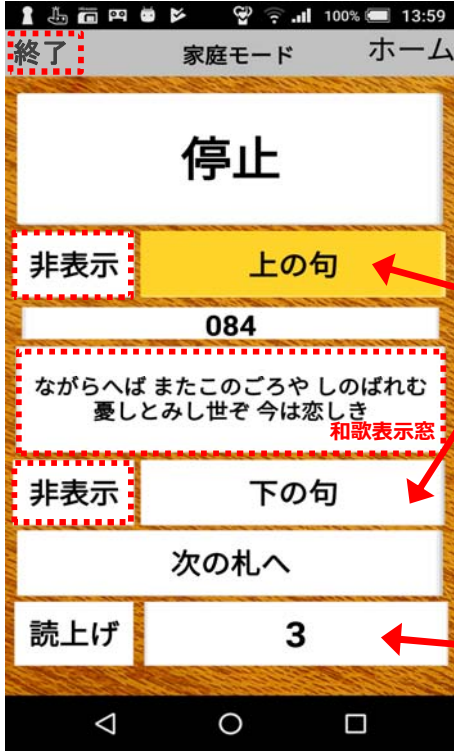 100% 13:59
終了 家庭モード ホーム
停止
非表示 上の句
084
ながらへば またこのごろや しのばれむ
憂しとみし世ぞ 今は恋しき
和歌表示窓
非表示 下の句
次の札へ
読上げ 3